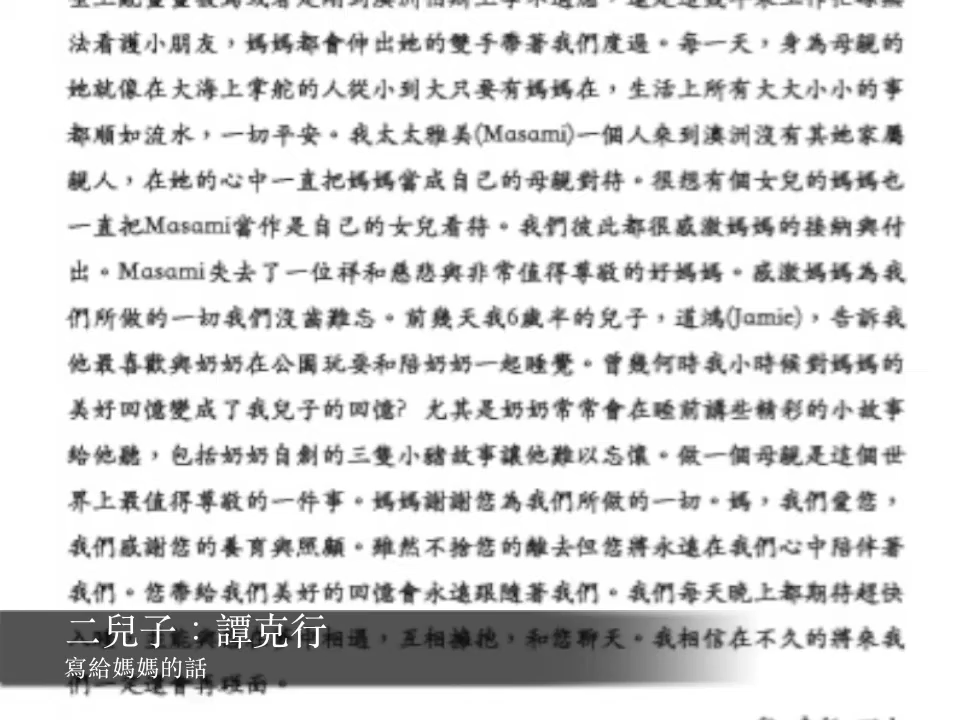 法看護小朋友，媽媽都會伸出她的雙手帶著我們度過。每一天，身為母親的
她就像在大海上掌舵的人從小到大只要有媽媽在，生活上所有大大小小的事
都順如流水，一切平安。我太太雅美(Masami)一個人來到澳洲沒有其她家屬
親人，在她的心中一直把媽媽當成自己的母親對待。很想有個女兒的媽媽也
一直把Masami當作是自己的女兒看待。我們彼此都很感激媽媽的接納與付
出。Masami失去了一位祥和慈悲與非常值得尊敬的好媽媽。感激媽媽為我
們所做的一切我們沒齒難忘。前幾天我6歲半的兒子，道鴻(Jamie)，告訴我
他最喜歡與奶奶在公園玩耍和陪奶奶一起睡覺。曾幾何時我小時候對媽媽的
美好回憶變成了我兒子的回憶? 尤其是奶奶常常會在睡前講些精彩的小故事
給他聽，包括奶奶自創的三隻小豬故事讓他難以忘懷。做一個母親是這個世
界上最值得尊敬的一件事。媽媽謝謝您為我們所做的一切。媽，我們愛您，
我們感謝您的養育與照顧。雖然不捨您的離去但您將永遠在我們心中陪伴著
我們。您帶給我們美好的回憶會永遠跟隨著我們。我們每天晚上都期待趕快
相遇，互相擁抱，和您聊天。我相信在不久的將來我
們一定還會再碰面。
二兒子：譚克行
寫給媽媽的話